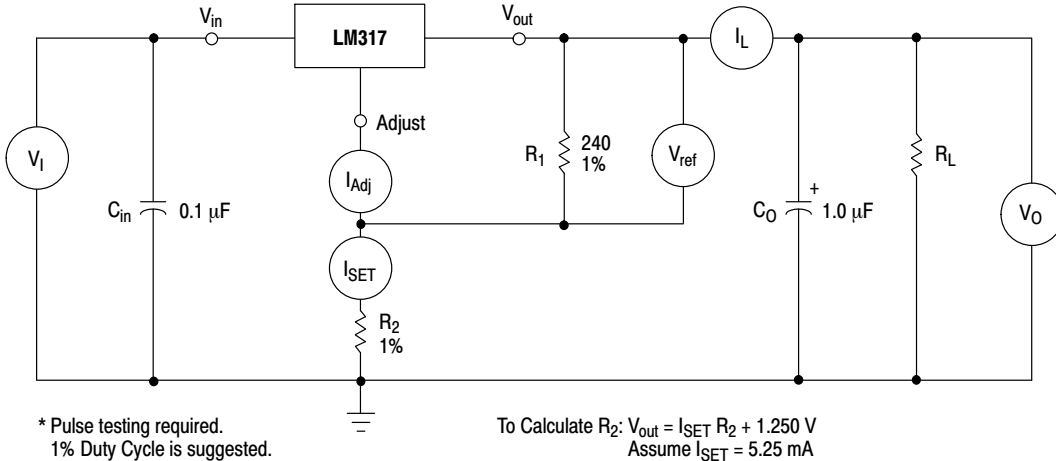 V_in
LM317
V_out
I_L
Adjust
V_I
I_Adj
R_1
240
1%
V_ref
R_L
C_in
0.1 μF
C_O
+
1.0 μF
V_O
I_SET
R_2
1%
* Pulse testing required.
1% Duty Cycle is suggested.
To Calculate R_2: V_out = I_SET R_2 + 1.250 V
Assume I_SET = 5.25 mA